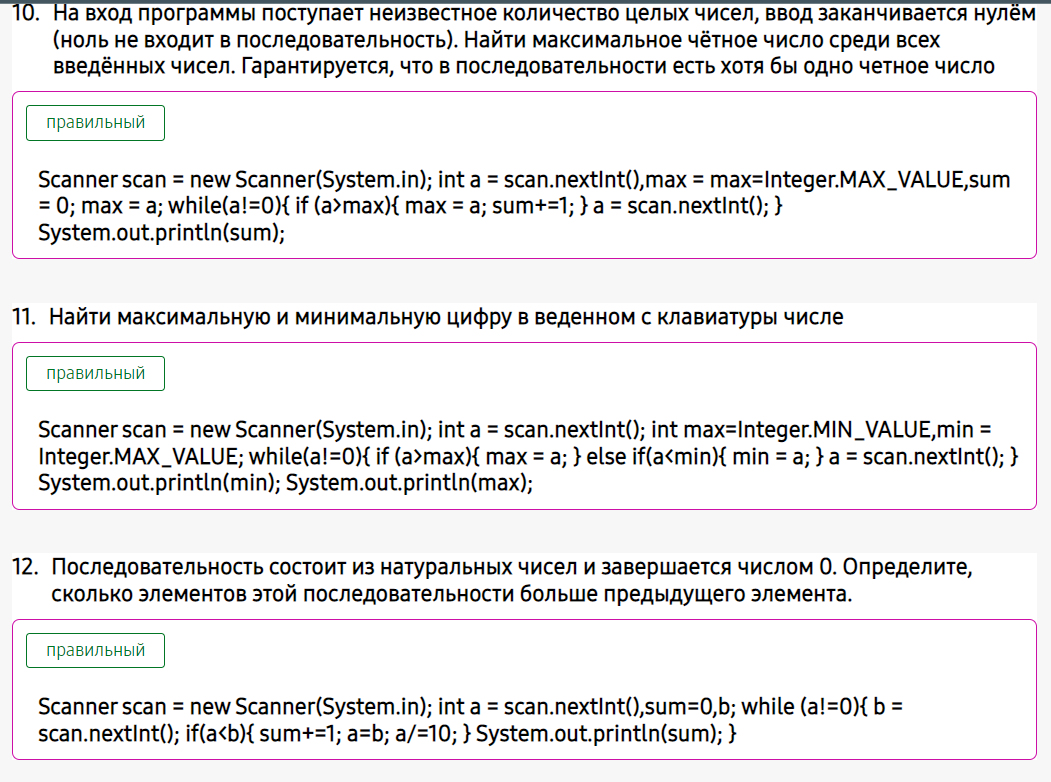 10. На вход программы поступает неизвестное количество целых чисел, ввод заканчивается нулём
(ноль не входит в последовательность). Найти максимальное чётное число среди всех
введённых чисел. Гарантируется, что в последовательности есть хотя бы одно четное число
правильный
Scanner scan = new Scanner(System.in); int a = scan.nextInt(),max = max=Integer.MAX_VALUE,sum
= 0; max = a; while(a!=0){ if (a>max){ max = a; sum+=1; } a = scan.nextInt(); }
System.out.println(sum);
11. Найти максимальную и минимальную цифру в веденном с клавиатуры числе
правильный
Scanner scan = new Scanner(System.in); int a = scan.nextInt(); int max=Integer.MIN_VALUE,min =
Integer.MAX_VALUE; while(a!=0){ if (a>max){ max = a; } else if(a<min){ min = a; } a = scan.nextInt(); }
System.out.println(min); System.out.println(max);
12. Последовательность состоит из натуральных чисел и завершается числом 0. Определите,
сколько элементов этой последовательности больше предыдущего элемента.
правильный
Scanner scan = new Scanner(System.in); int a = scan.nextInt(),sum=0,b; while (a!=0){ b =
scan.nextInt(); if(a<b){ sum+=1; a=b; a/=10; } System.out.println(sum); }